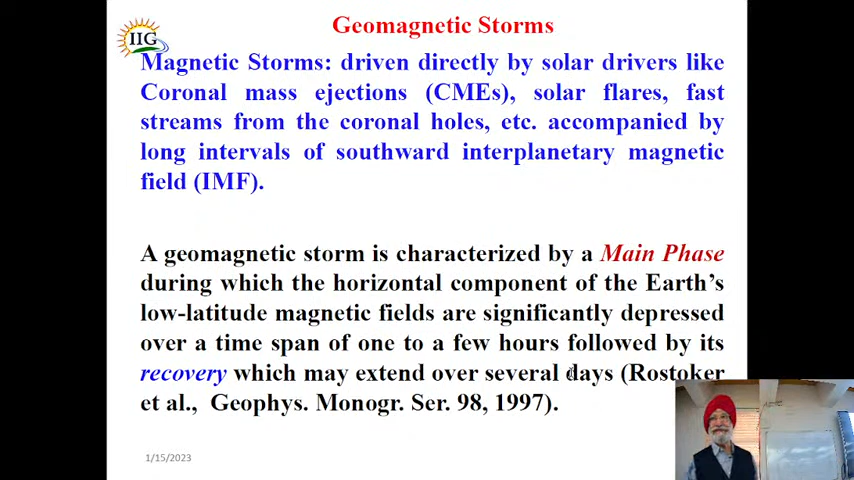 Geomagnetic Storms
IIG
Magnetic Storms: driven directly by solar drivers like
Coronal mass ejections (CMEs), solar flares, fast
streams from the coronal holes, etc. accompanied by
long intervals of southward interplanetary magnetic
field (IMF).
A geomagnetic storm is characterized by a Main Phase
during which the horizontal component of the Earth's
low-latitude magnetic fields are significantly depressed
over a time span of one to a few hours followed by its
recovery which may extend over several days (Rostoker
et al., Geophys. Monogr. Ser. 98, 1997).
1/15/2023